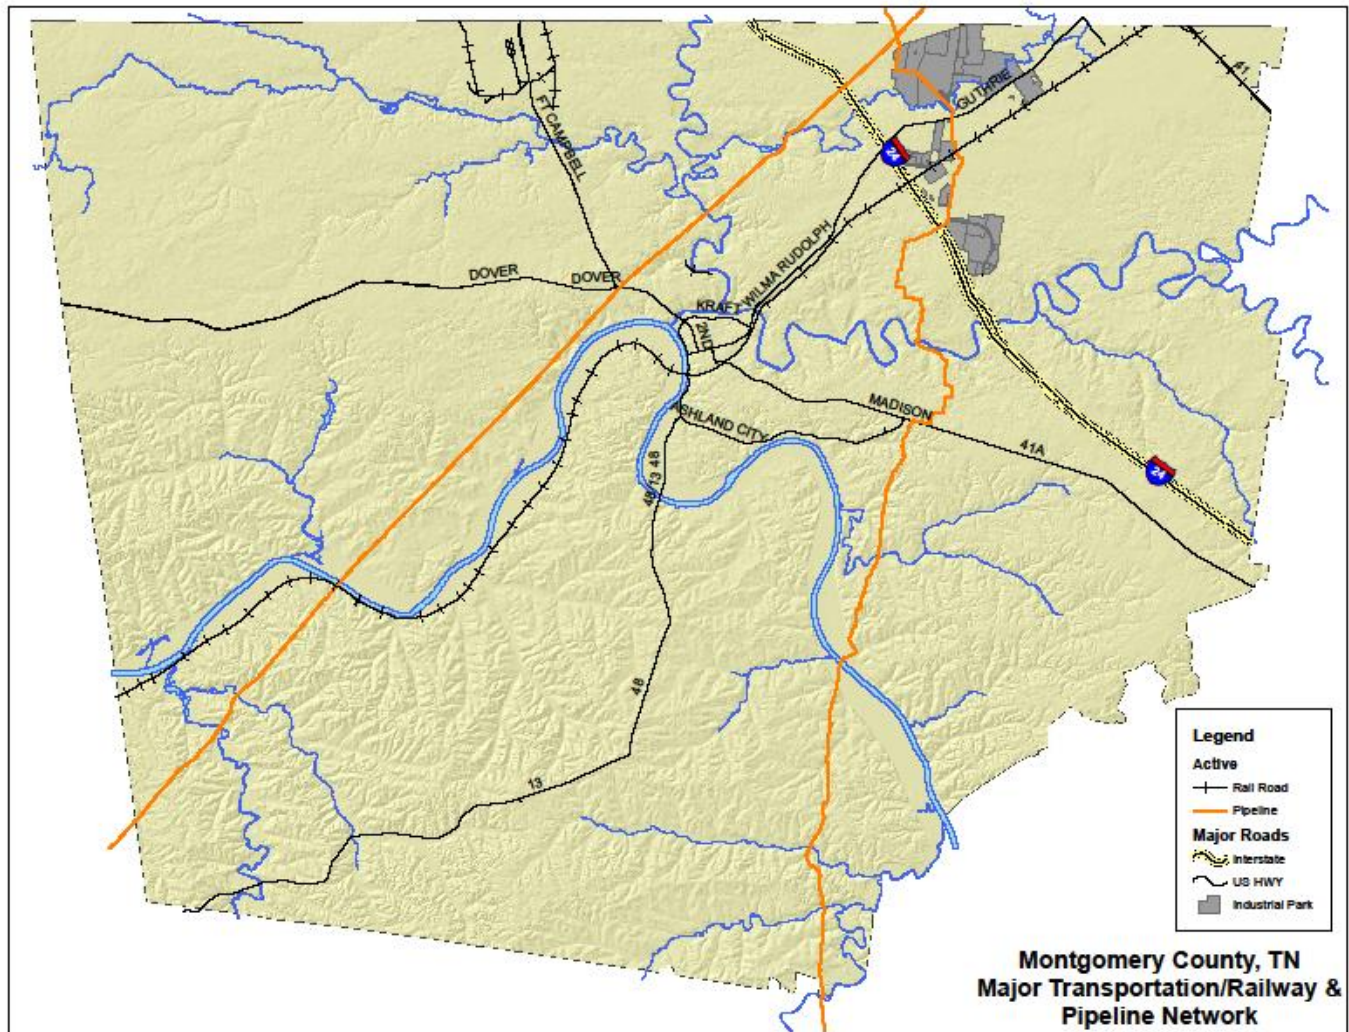 41
GUTHRIE
FT CAMPBELL
24
WILMA RUDOLPH
DOVER
DOVER
KRAFT
2ND
MADISON
ASHLAND CITY
41A
24
48 13 48
48
13
Legend
Active
Rail Road
Pipeline
Major Roads
Interstate
US HWY
Industrial Park
Montgomery County, TN
Major Transportation/Railway &
Pipeline Network